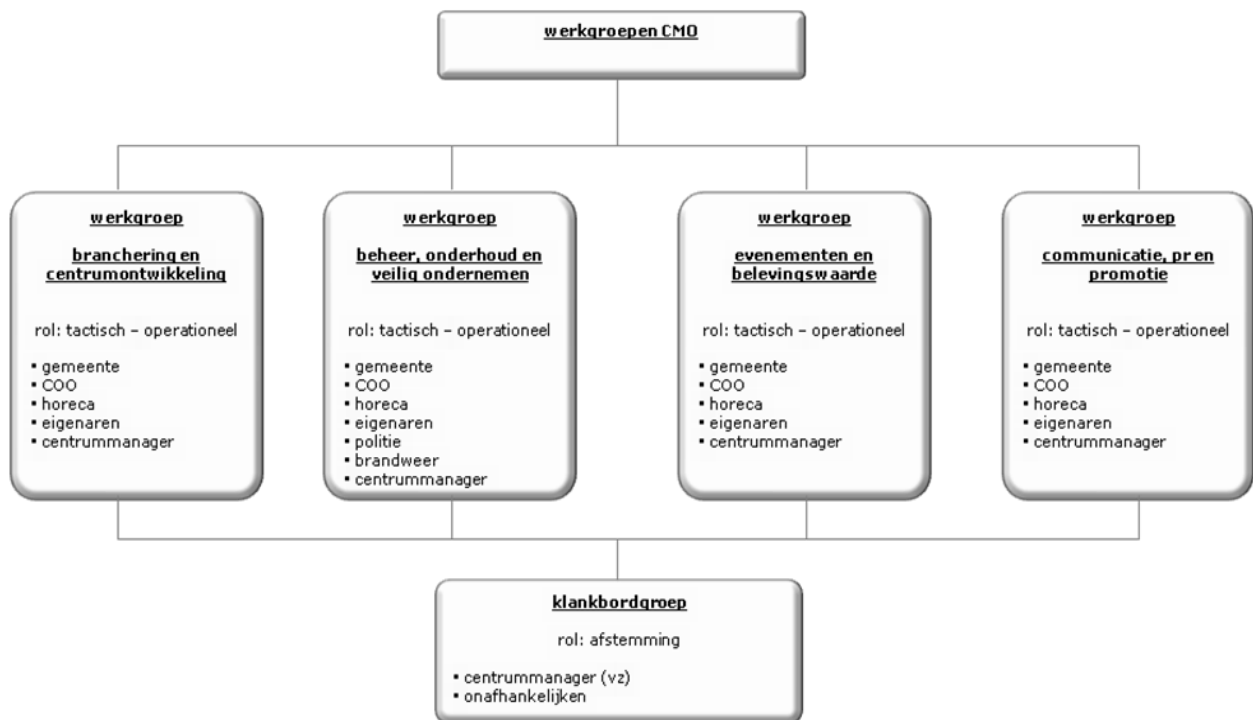 werkgroepen CMO
werkgroep
branchering en
centrumontwikkeling
rol: tactisch – operationeel
▪ gemeente
▪ COO
▪ horeca
▪ eigenaren
▪ centrummanager
werkgroep
beheer, onderhoud en
veilig ondernemen
rol: tactisch – operationeel
▪ gemeente
▪ COO
▪ horeca
▪ eigenaren
▪ politie
▪ brandweer
▪ centrummanager
werkgroep
evenementen en
belevingswaarde
rol: tactisch – operationeel
▪ gemeente
▪ COO
▪ horeca
▪ eigenaren
▪ centrummanager
werkgroep
communicatie, pr en
promotie
rol: tactisch – operationeel
▪ gemeente
▪ COO
▪ horeca
▪ eigenaren
▪ centrummanager
klankbordgroep
rol: afstemming
▪ centrummanager (vz)
▪ onafhankelijken